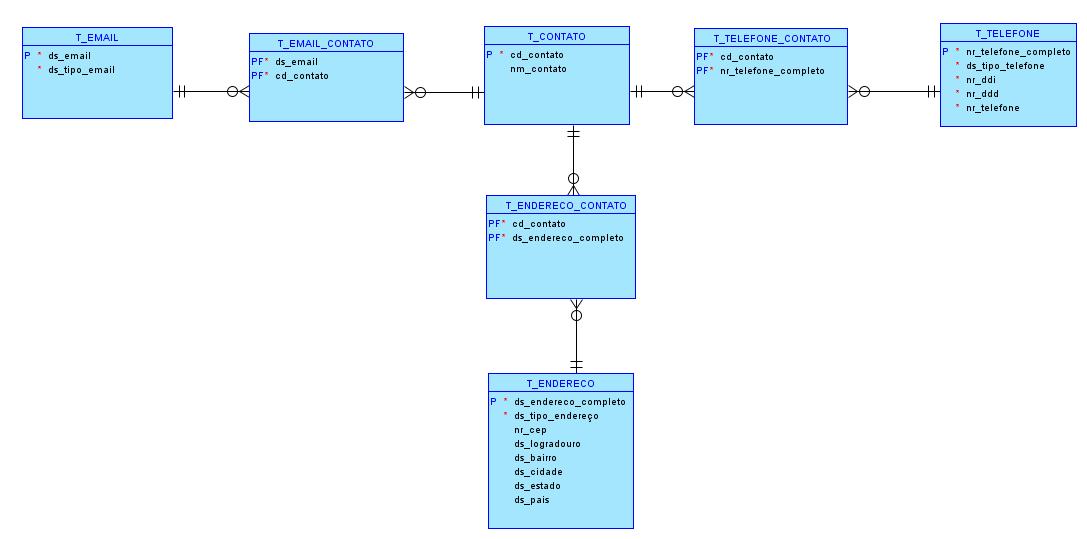 T_EMAIL
P * ds_email
* ds_tipo_email
T_EMAIL_CONTATO
PF* ds_email
PF* cd_contato
T_CONTATO
P * cd_contato
nm_contato
T_TELEFONE_CONTATO
PF* cd_contato
PF* nr_telefone_completo
T_TELEFONE
P * nr_telefone_completo
* ds_tipo_telefone
* nr_ddi
* nr_ddd
* nr_telefone
T_ENDERECO_CONTATO
PF* cd_contato
PF* ds_endereco_completo
T_ENDERECO
P * ds_endereco_completo
* ds_tipo_endereço
nr_cep
ds_logradouro
ds_bairro
ds_cidade
ds_estado
ds_pais